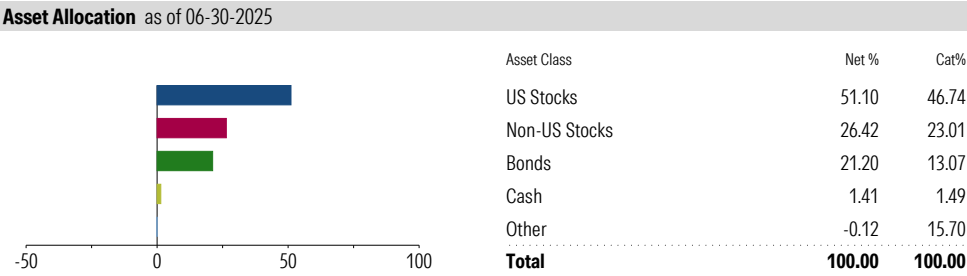 Asset Allocation as of 06-30-2025
Asset Class Net % Cat%
US Stocks 51.10 46.74
Non-US Stocks 26.42 23.01
Bonds 21.20 13.07
Cash 1.41 1.49
Other -0.12 15.70
Total 100.00 100.00
-50 0 50 100